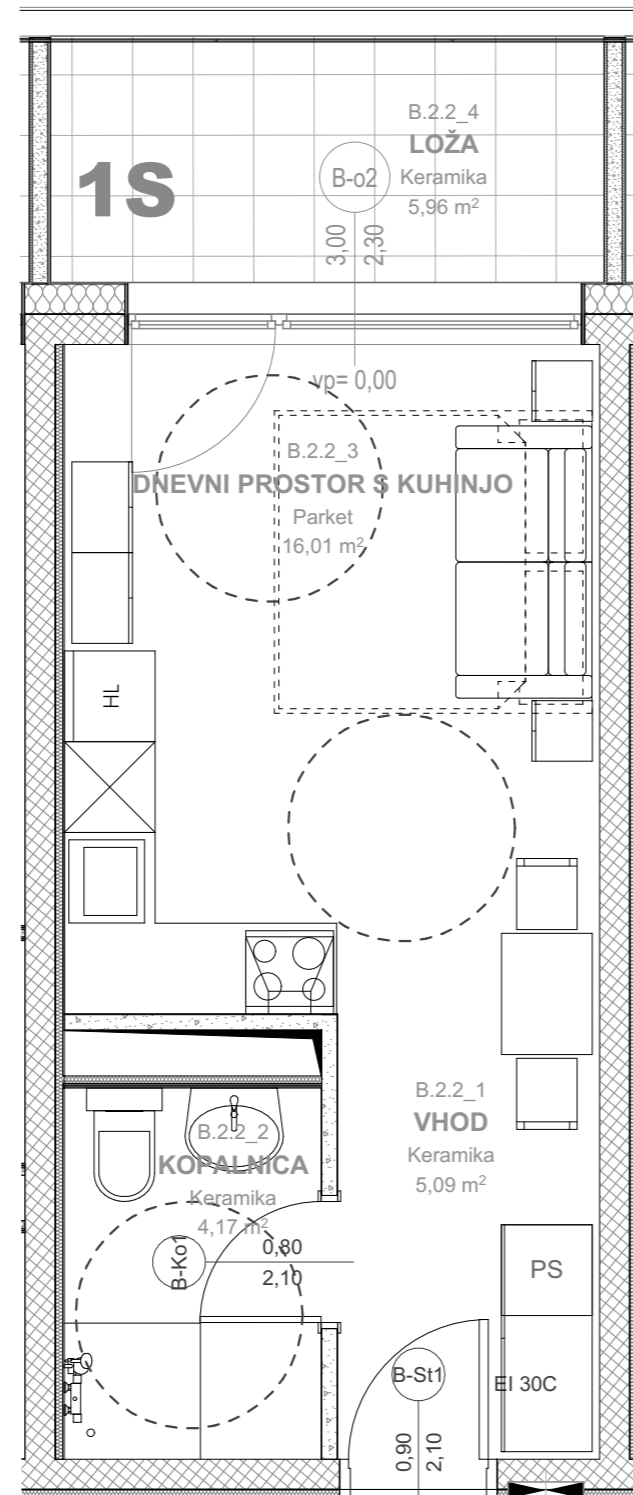 B.2.2_4
LOŽA
Keramika
5,96 m²
1S
B-o2
3,00
2,30
vp= 0,00
B.2.2_3
DNEVNI PROSTOR S KUHINJO
Parket
16,01 m²
HL
B.2.2_1
VHOD
Keramika
5,09 m²
B.2.2_2
KOPALNICA
Keramika
4,17 m²
B-Ko1
0,80
2,10
PS
B-St1
EI 30C
0,90
2,10